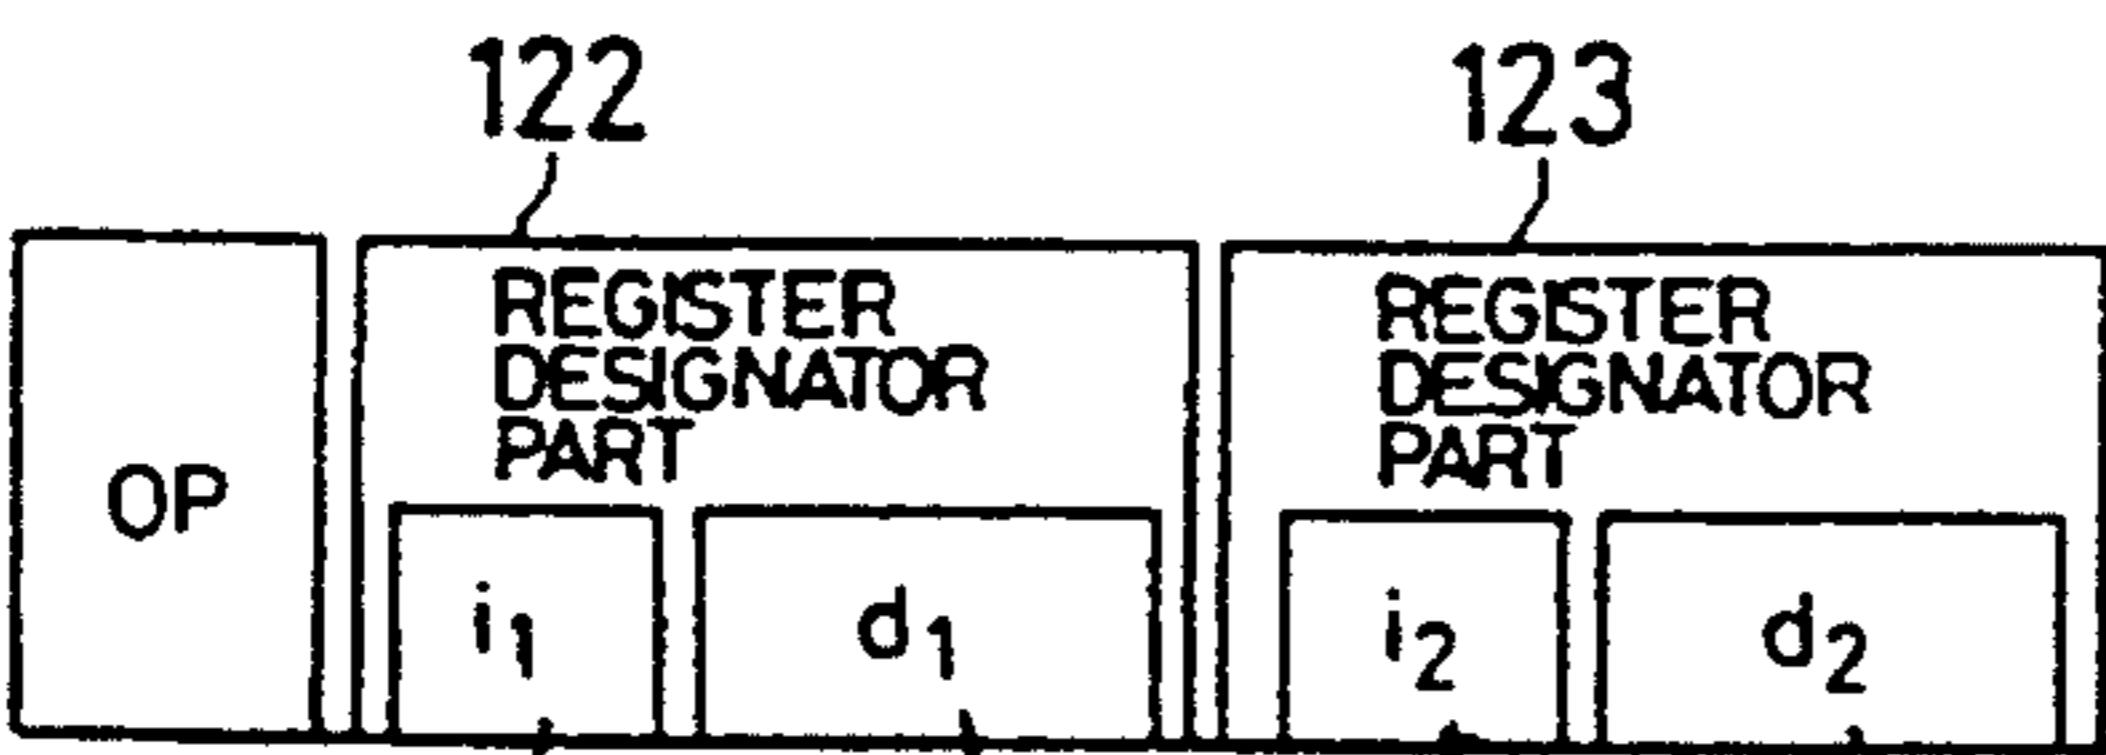 122
123
OP
REGISTER
DESIGNATOR
PART
REGISTER
DESIGNATOR
PART
i1
d1
i2
d2